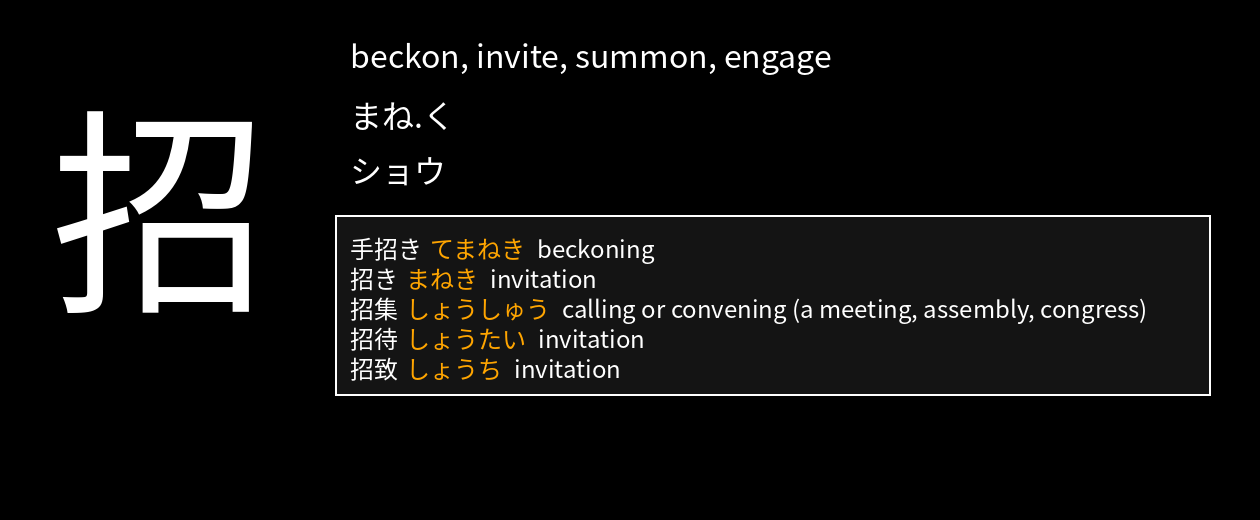 招
beckon, invite, summon, engage
まね.く
ショウ
手招き てまねき beckoning
招き まねき invitation
招集 しょうしゅう calling or convening (a meeting, assembly, congress)
招待 しょうたい invitation
招致 しょうち invitation